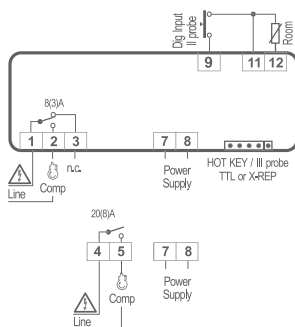 Dig Input
II probe
Room
9 11 12
8(3)A
1 2 3 7 8
n.c.
Line
Comp
Power
Supply
HOT KEY / III probe
TTL or X-REP
20(8)A
4 5 7 8
Line
Comp
Power
Supply